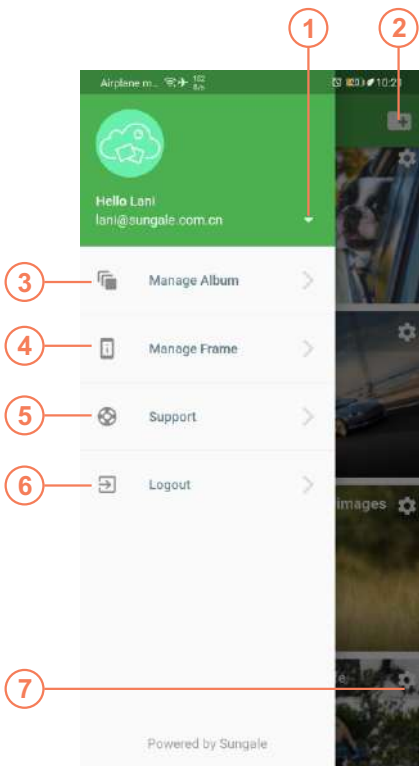 1
2
Airplane m...
10:21
Hello Lani
lani@sungale.com.cn
3
Manage Album
4
Manage Frame
5
Support
6
Logout
images
7
Powered by Sungale